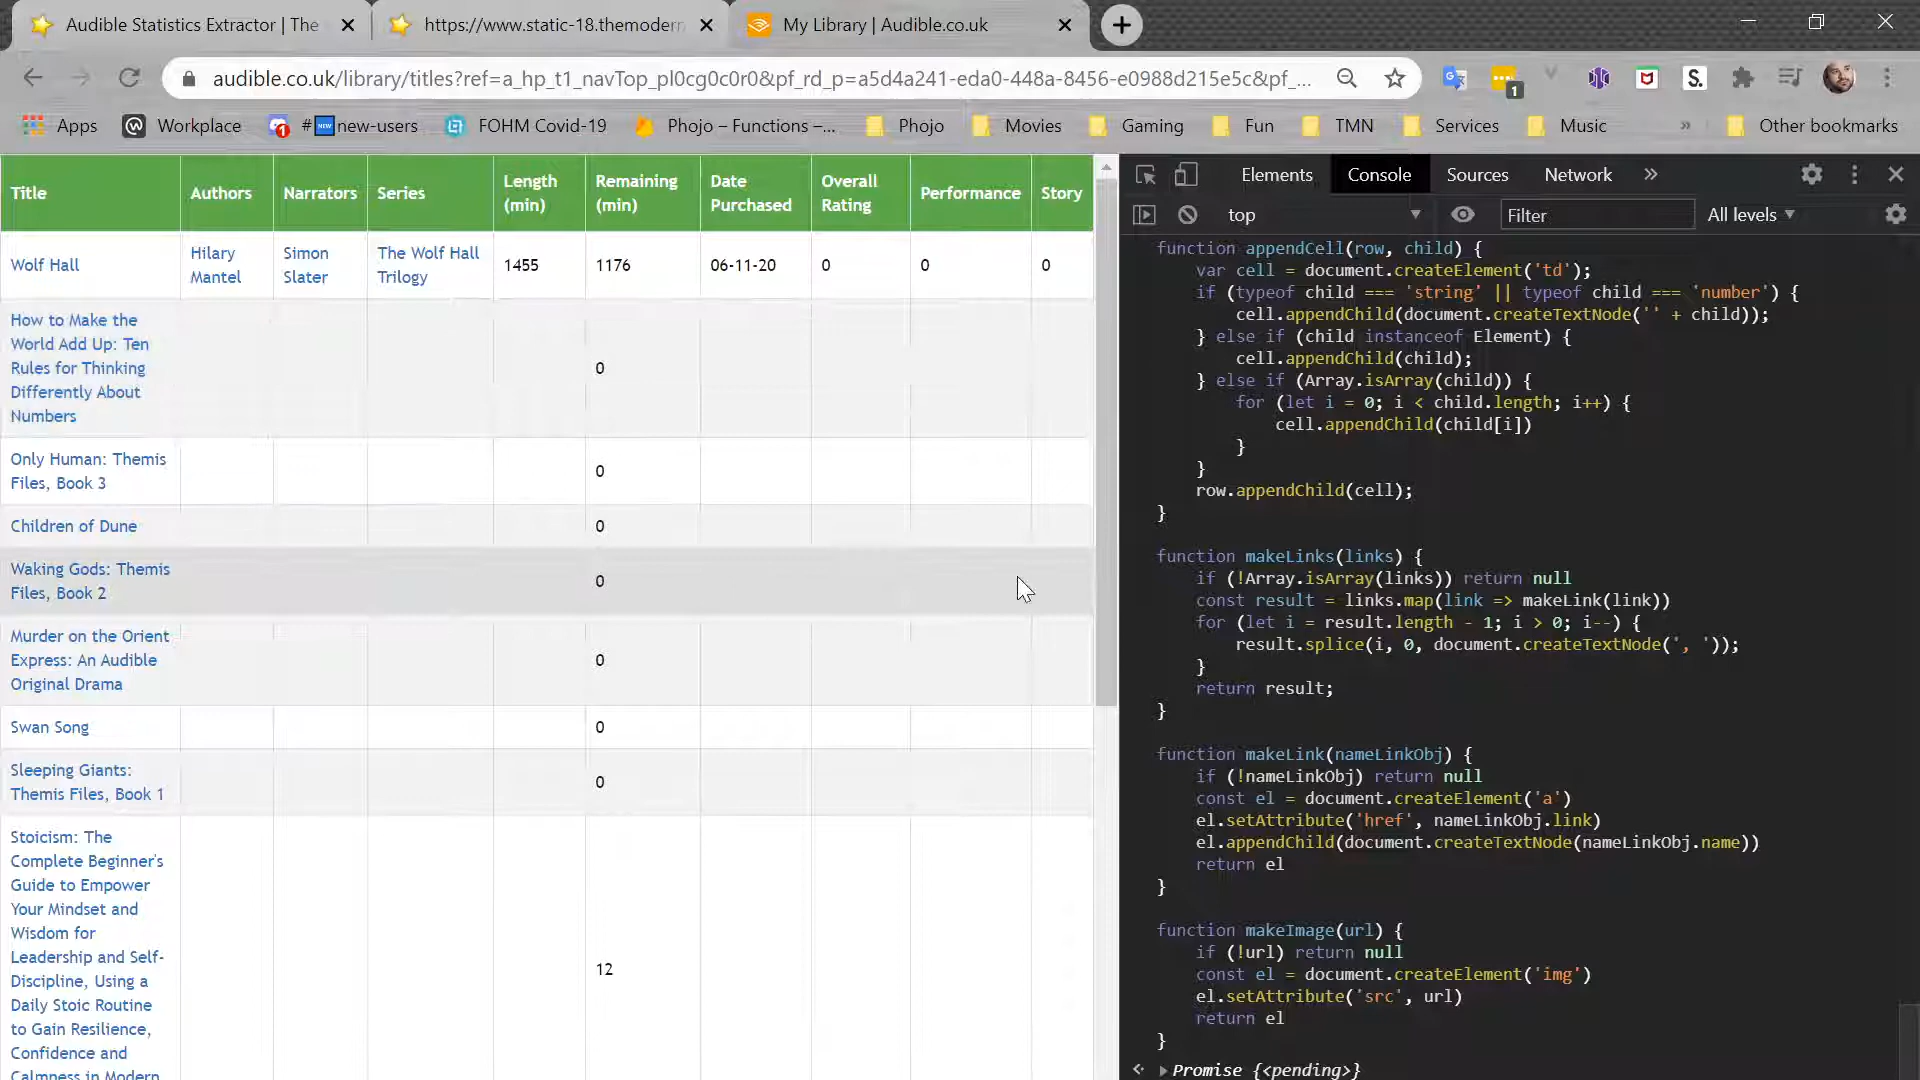 Audible Statistics Extractor | The
https://www.static-18.themodern
My Library | Audible.co.uk
audible.co.uk/library/titles?ref=a_hp_t1_navTop_pl0cg0c0r0&pf_rd_p=a5d4a241-eda0-448a-8456-e0988d215e5c&pf_...
1
S.
Apps
Workplace
1
#NEWnew-users
FOHM Covid-19
Phojo – Functions –...
Phojo
Movies
Gaming
Fun
TMN
Services
Music
»
Other bookmarks
Title Authors Narrators Series Length (min) Remaining (min) Date Purchased Overall Rating Performance Story
Wolf Hall Hilary Mantel Simon Slater The Wolf Hall Trilogy 1455 1176 06-11-20 0 0 0
How to Make the
World Add Up: Ten
Rules for Thinking 0
Differently About
Numbers
Only Human: Themis
Files, Book 3
0
Children of Dune 0
Waking Gods: Themis
Files, Book 2
0
Murder on the Orient
Express: An Audible 0
Original Drama
Swan Song 0
Sleeping Giants:
Themis Files, Book 1
0
Stoicism: The
Complete Beginner's
Guide to Empower
Your Mindset and
Wisdom for
Leadership and Self-
Discipline, Using a
Daily Stoic Routine
to Gain Resilience,
Confidence and
Calmness in Modern
12
Elements Console Sources Network »
top Filter All levels
function appendCell(row, child) {
var cell = document.createElement('td');
if (typeof child === 'string' || typeof child === 'number') {
cell.appendChild(document.createTextNode('' + child));
} else if (child instanceof Element) {
cell.appendChild(child);
} else if (Array.isArray(child)) {
for (let i = 0; i < child.length; i++) {
cell.appendChild(child[i])
}
}
row.appendChild(cell);
}
function makeLinks(links) {
if (!Array.isArray(links)) return null
const result = links.map(link => makeLink(link))
for (let i = result.length - 1; i > 0; i--) {
result.splice(i, 0, document.createTextNode(', '));
}
return result;
}
function makeLink(nameLinkObj) {
if (!nameLinkObj) return null
const el = document.createElement('a')
el.setAttribute('href', nameLinkObj.link)
el.appendChild(document.createTextNode(nameLinkObj.name))
return el
}
function makeImage(url) {
if (!url) return null
const el = document.createElement('img')
el.setAttribute('src', url)
return el
}
Promise {<pending>}